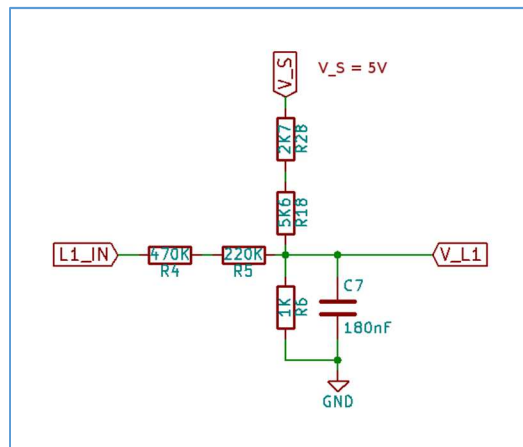 V_S
V_S = 5V
2K7
R28
5K6
R18
L1_IN
470K
R4
220K
R5
V_L1
1K
R6
C7
180nF
GND